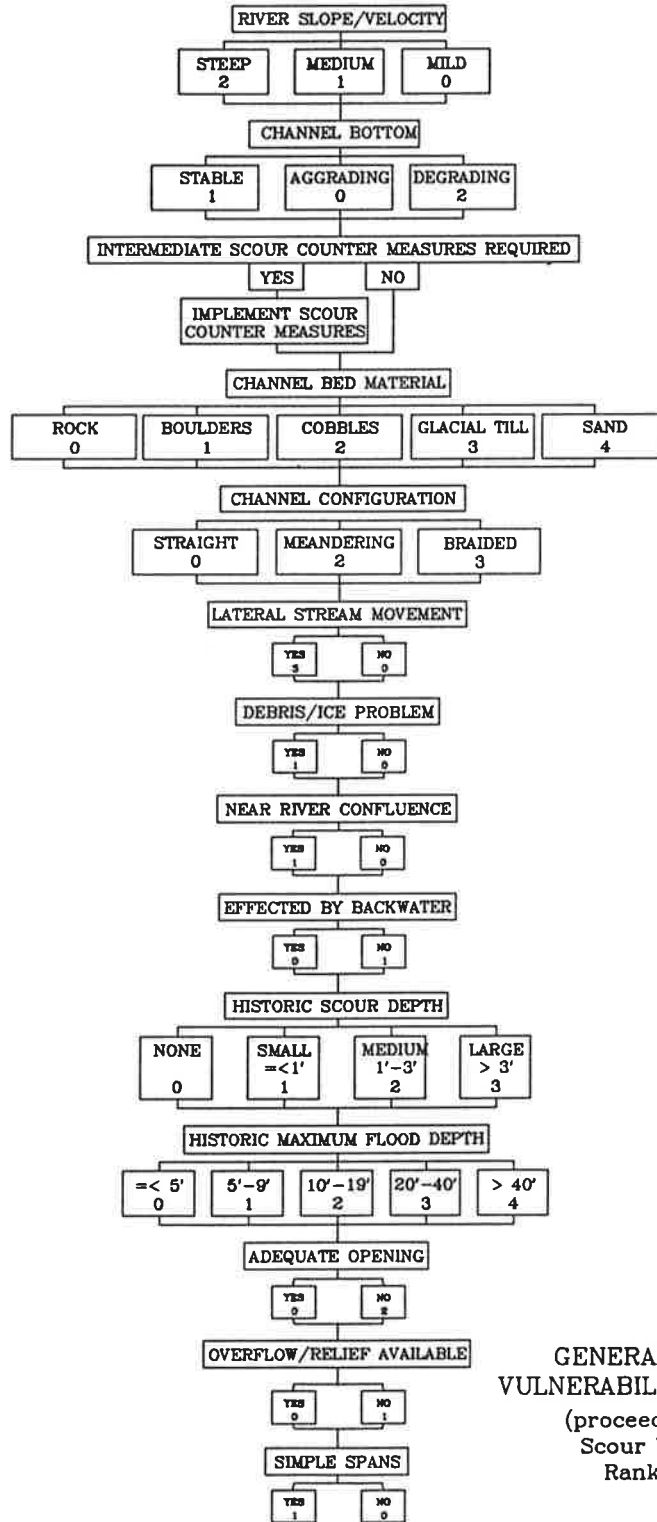 RIVER SLOPE/VELOCITY
STEEP MEDIUM MILD
2 1 0
CHANNEL BOTTOM
STABLE AGGRADING DEGRADING
1 0 2
INTERMEDIATE SCOUR COUNTER MEASURES REQUIRED
YES NO
IMPLEMENT SCOUR
COUNTER MEASURES
CHANNEL BED MATERIAL
ROCK BOULDERS COBBLES GLACIAL TILL SAND
0 1 2 3 4
CHANNEL CONFIGURATION
STRAIGHT MEANDERING BRAIDED
0 2 3
LATERAL STREAM MOVEMENT
YES NO
0
DEBRIS/ICE PROBLEM
YES NO
1 0
NEAR RIVER CONFLUENCE
YES NO
1 0
EFFECTED BY BACKWATER
YES NO
0 1
HISTORIC SCOUR DEPTH
NONE SMALL MEDIUM LARGE
=<1' 1'-3' > 3'
0 1 2 3
HISTORIC MAXIMUM FLOOD DEPTH
=< 5' 5'-9' 10'-19' 20'-40' > 40'
0 1 2 3 4
ADEQUATE OPENING
YES NO
0 2
OVERFLOW/RELIEF AVAILABLE
YES NO
0 1
SIMPLE SPANS
YES NO
1 0
GENERA
VULNERABIL
(proceed
Scour
Rank